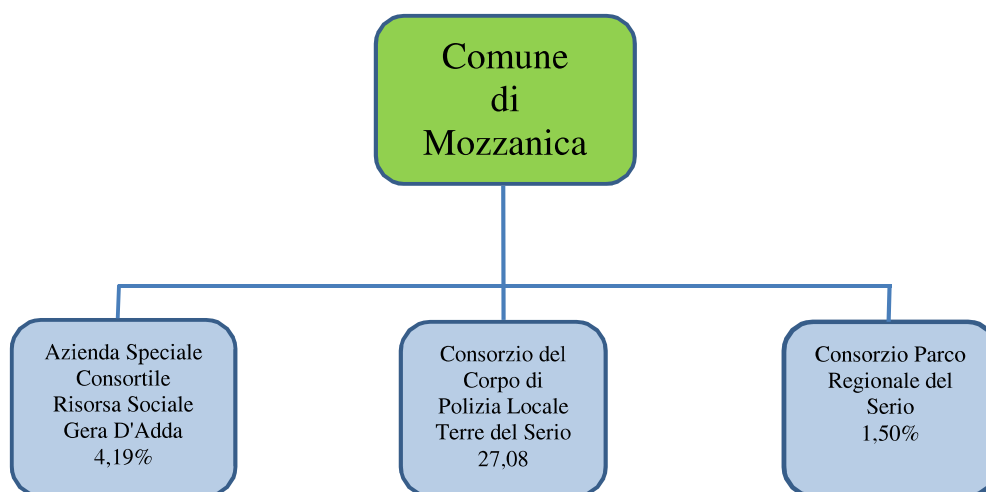 Comune
di
Mozzanica
Azienda Speciale
Consortile
Risorsa Sociale
Gera D'Adda
4,19%
Consorzio del
Corpo di
Polizia Locale
Terre del Serio
27,08
Consorzio Parco
Regionale del
Serio
1,50%